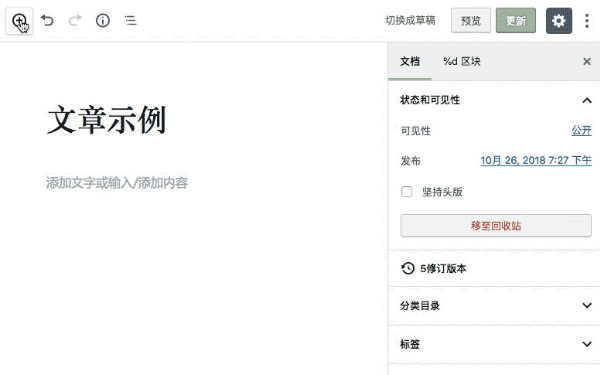 切换成草稿 预览 更新
文档 %d 区块
状态和可见性
可见性 公开
发布 10月 26, 2018 7:27 下午
坚持头版
移至回收站
5修订版本
分类目录
标签
文章示例
添加文字或输入/添加内容